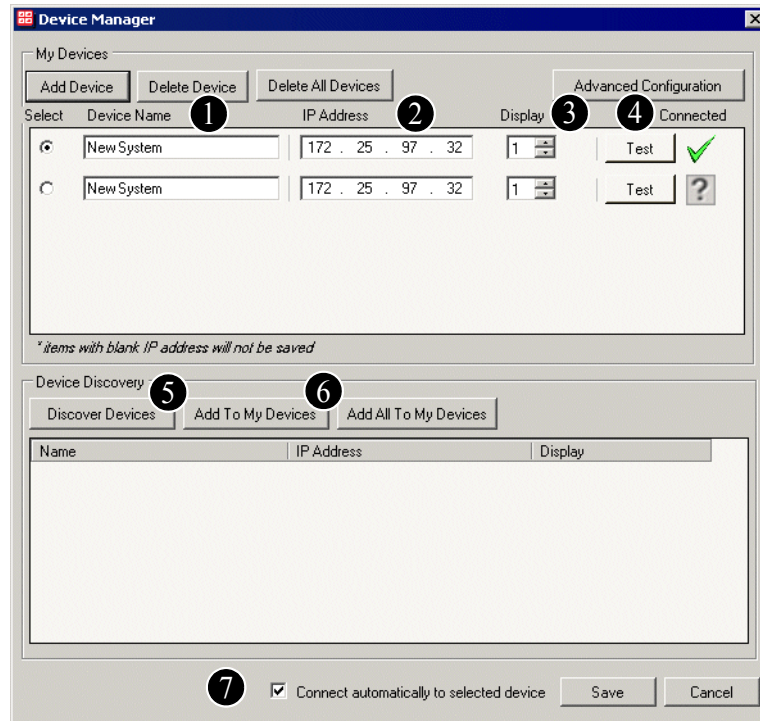 Device Manager
My Devices
Add Device Delete Device Delete All Devices Advanced Configuration
Select Device Name 1 IP Address 2 Display 3 4 Connected
New System 172 . 25 . 97 . 32 1 Test
New System 172 . 25 . 97 . 32 1 Test ?
* items with blank IP address will not be saved
Device Discovery 5 6
Discover Devices Add To My Devices Add All To My Devices
Name IP Address Display
7 Connect automatically to selected device Save Cancel